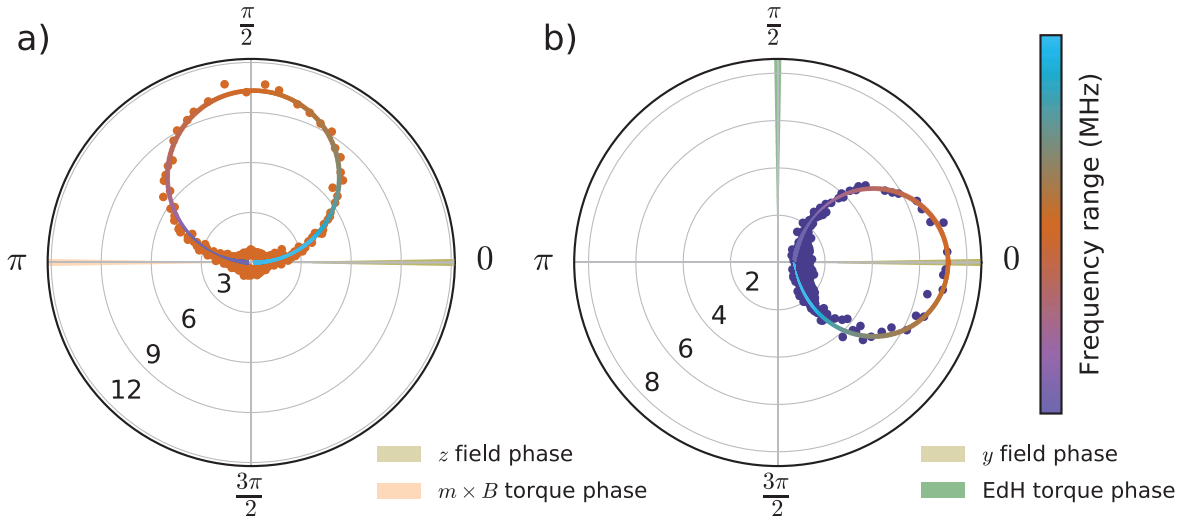 a)
π/2
π
0
3
6
9
12
3π/2
z field phase
m × B torque phase
b)
π/2
π
0
2
4
6
8
3π/2
y field phase
EdH torque phase
Frequency range (MHz)